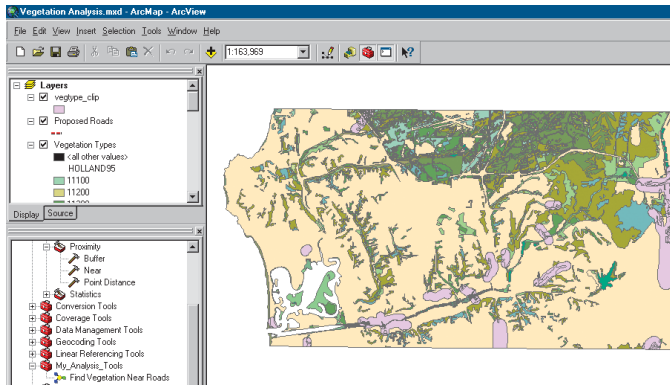 Vegetation Analysis.mxd - ArcMap - ArcView
File Edit View Insert Selection Tools Window Help
1:163,969
Layers
vegtype_clip
Proposed Roads
Vegetation Types
<all other values>
HOLLAND95
11100
11200
Display Source
Proximity
Buffer
Near
Point Distance
Statistics
Conversion Tools
Coverage Tools
Data Management Tools
Geocoding Tools
Linear Referencing Tools
My_Analysis_Tools
Find Vegetation Near Roads